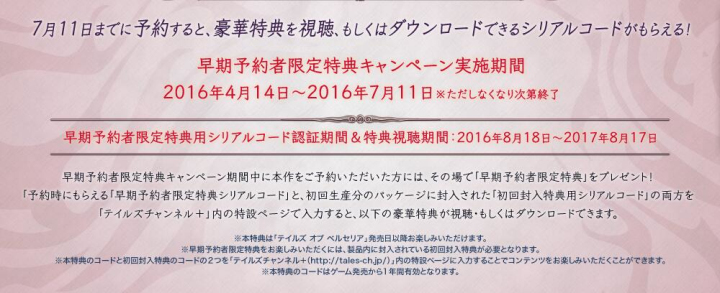 7月11日までに予約すると、豪華特典を視聴、もしくはダウンロードできるシリアルコードがもらえる!
早期予約者限定特典キャンペーン実施期間
2016年4月14日～2016年7月11日※ただしなくなり次第終了
早期予約者限定特典用シリアルコード認証期間＆特典視聴期間：2016年8月18日～2017年8月17日
早期予約者限定特典キャンペーン期間中に本作をご予約いただいた方には、その場で「早期予約者限定特典」をプレゼント!
「予約時にもらえる「早期予約者限定特典シリアルコード」と、初回生産分のパッケージに封入された「初回封入特典用シリアルコード」の両方を
「テイルズチャンネル＋」内の特設ページで入力すると、以下の豪華特典が視聴・もしくはダウンロードできます。
※本特典は「テイルズ オブ ベルセリア」発売日以降お楽しみいただけます。
※早期予約者限定特典をお楽しみいただくには、製品内に封入されている初回封入特典が必要となります。
※本特典のコードと初回封入特典のコードの2つを「テイルズチャンネル+（http://tales-ch.jp/）」内の特設ページに入力することでコンテンツをお楽しみいただくことができます。
※本特典のコードはゲーム発売から1年間有効となります。